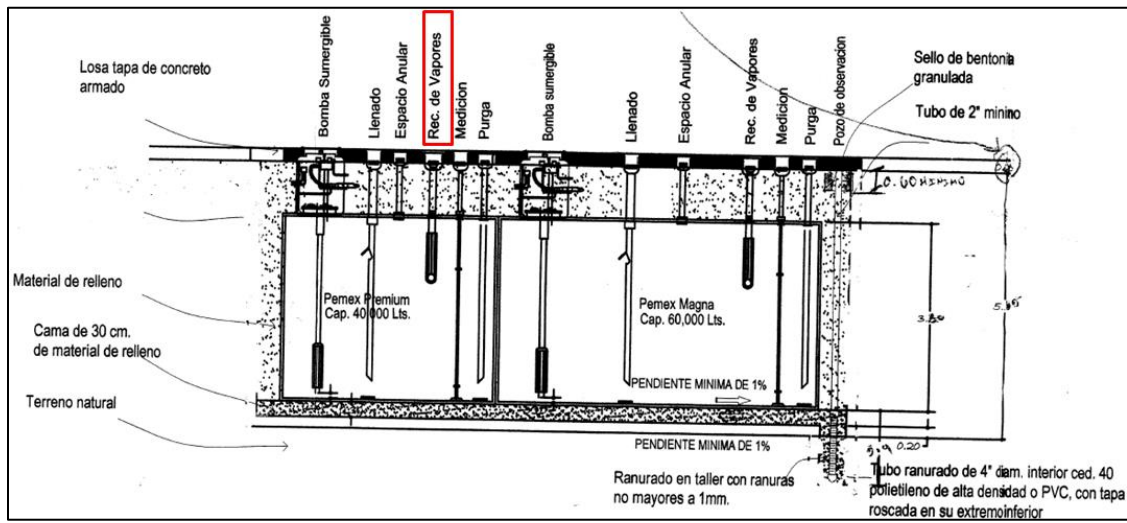 Losa tapa de concreto
armado
Bomba Sumergible
Llenado
Espacio Anular
Rec. de Vapores
Medicion
Purga
Bomba sumergible
Llenado
Espacio Anular
Rec. de Vapores
Medicion
Purga
Pozo de observacion
Sello de bentonita
granulada
Tubo de 2" minino
0.60 MINIMO
Material de relleno
Cama de 30 cm.
de material de relleno
Terreno natural
Pemex Premium
Cap. 40,000 Lts.
Pemex Magna
Cap. 60,000 Lts.
PENDIENTE MINIMA DE 1%
PENDIENTE MINIMA DE 1%
0.20
Ranurado en taller con ranuras
no mayores a 1mm.
Tubo ranurado de 4" diam. interior ced. 40
polietileno de alta densidad o PVC, con tapa
roscada en su extremoinferior